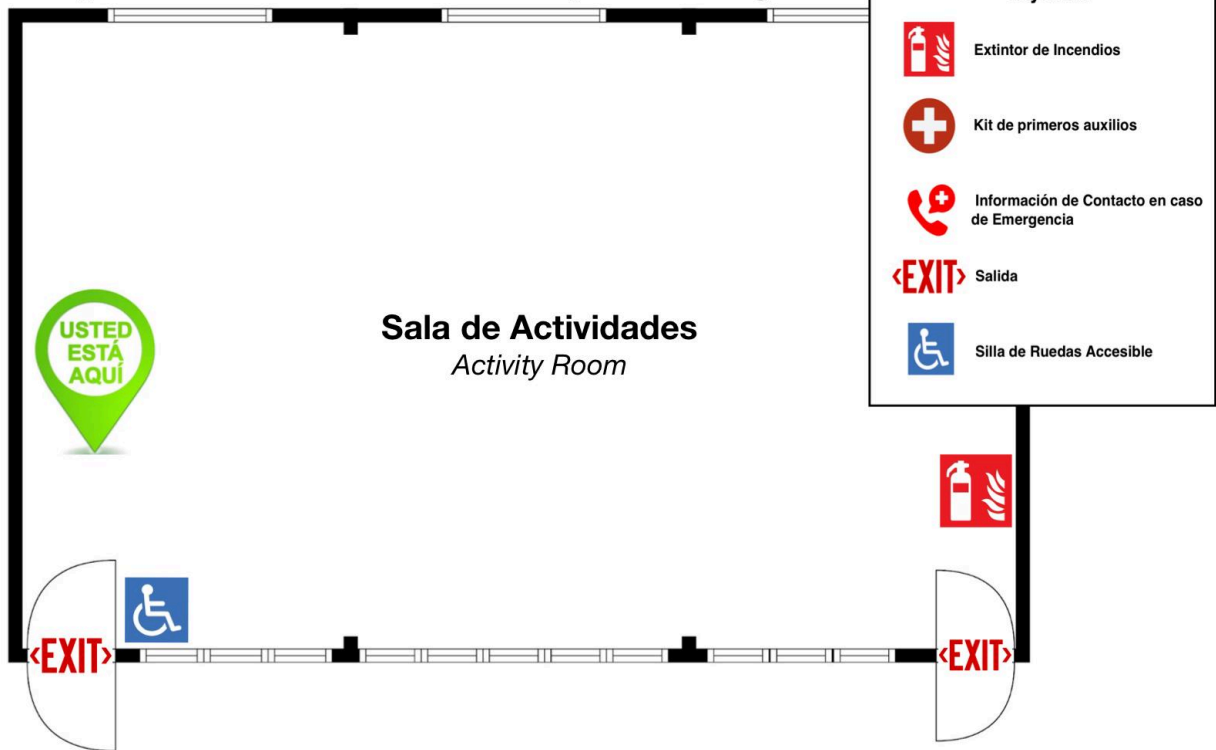 Extintor de Incendios
Kit de primeros auxilios
Información de Contacto en caso
de Emergencia
<EXIT> Salida
Silla de Ruedas Accesible
USTED
ESTÁ
AQUÍ
Sala de Actividades
Activity Room
<EXIT>
<EXIT>